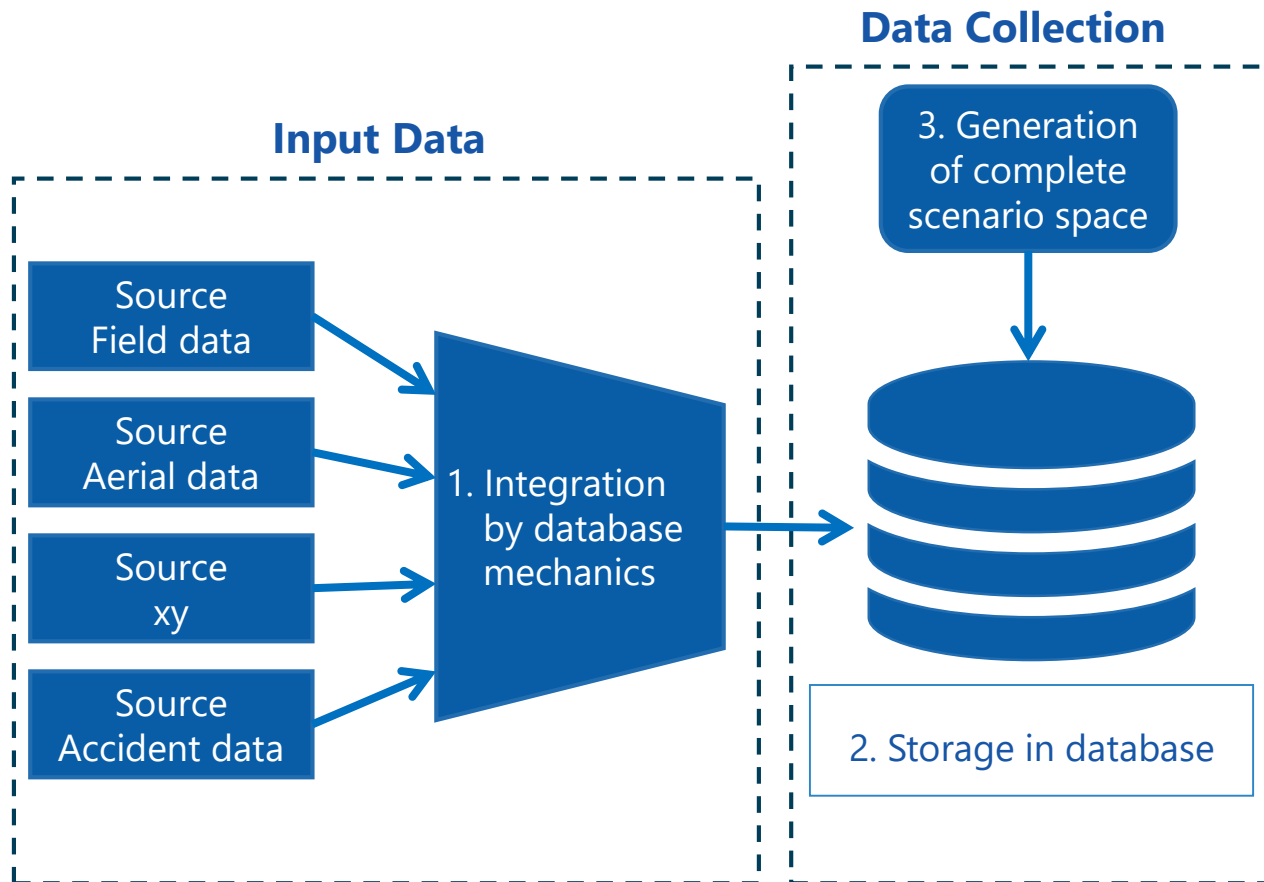 Data Collection
Input Data
3. Generation
of complete
scenario space
Source
Field data
Source
Aerial data
Source
xy
Source
Accident data
1. Integration
by database
mechanics
2. Storage in database